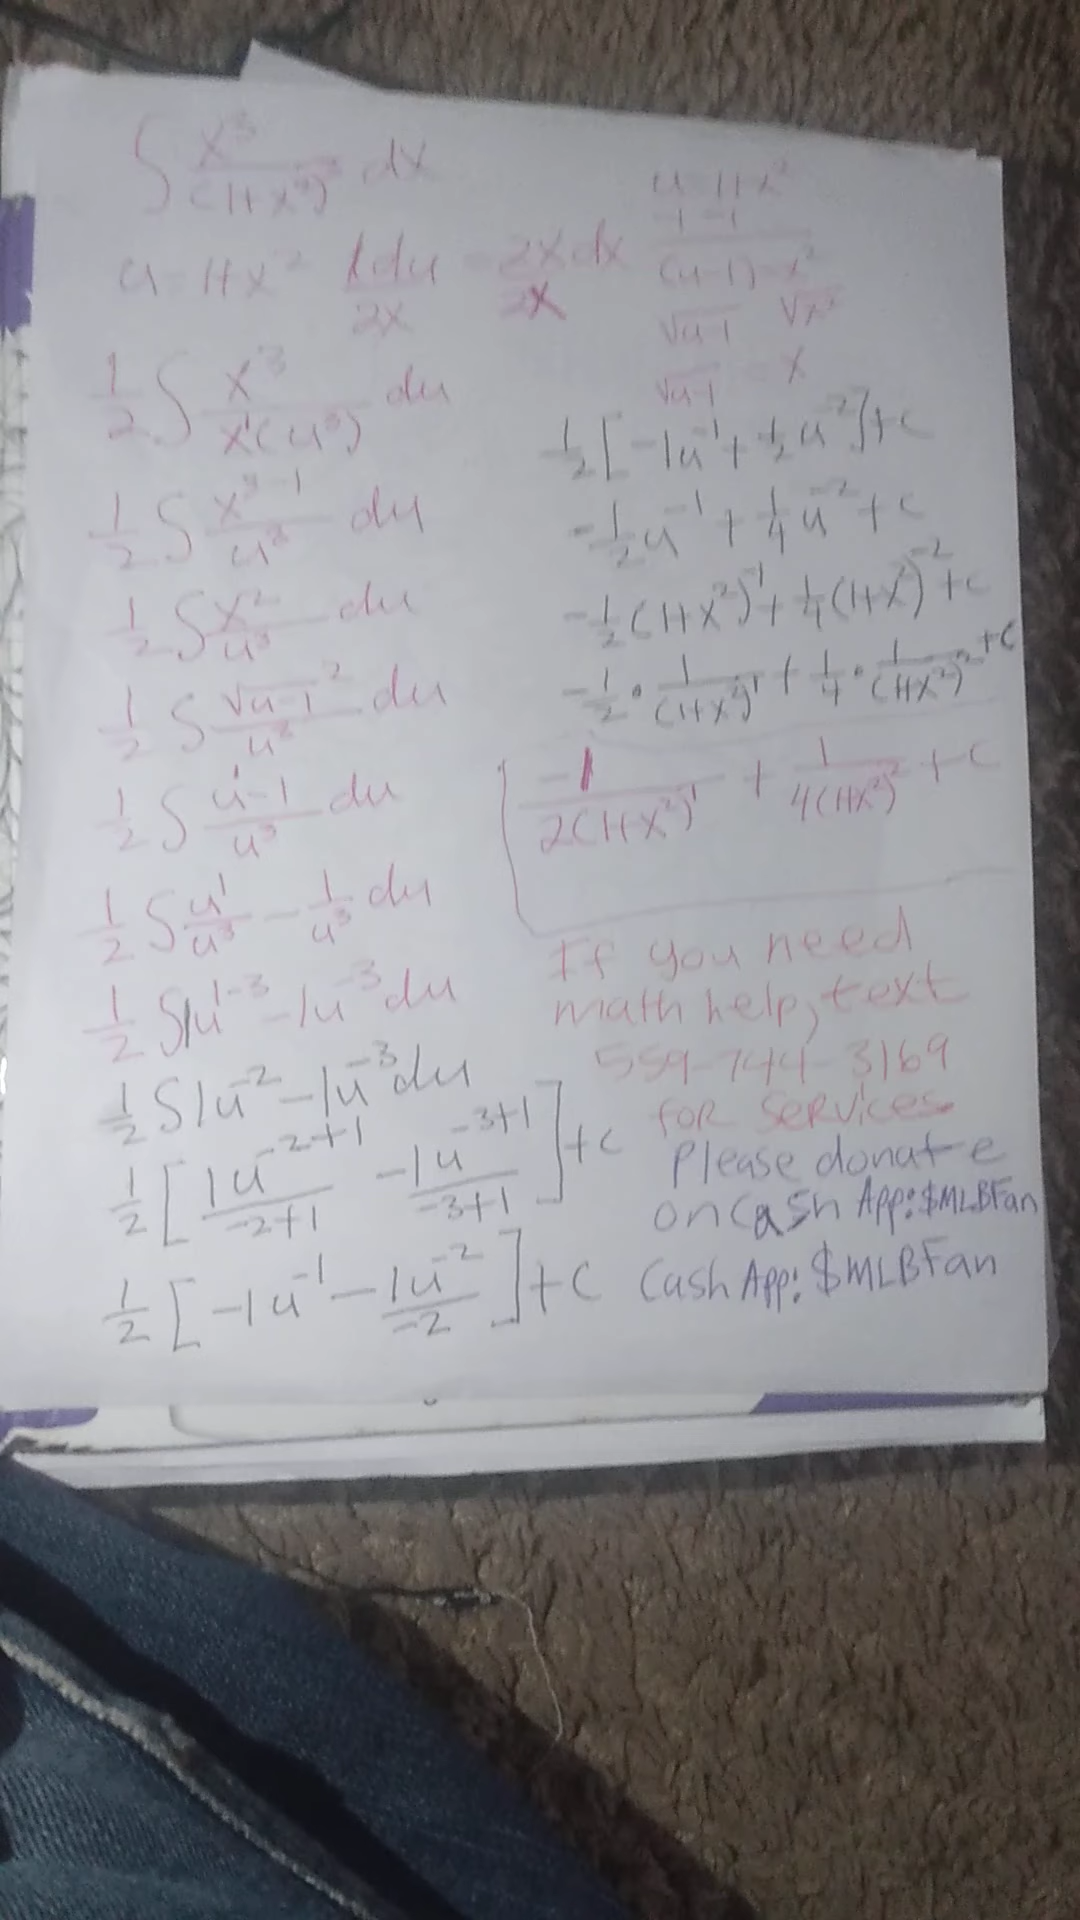 ∫ x³/(1+x²)³ dx
u=1+x² 1du/2x = 2xdx/2x
1/2 ∫ x³/x¹(u³) du
1/2 ∫ x³⁻¹/u³ du
1/2 ∫ x²/u³ du
1/2 ∫ √u-1²/u³ du
1/2 ∫ u¹-1/u³ du
1/2 ∫ u¹/u³ - 1/u³ du
1/2 ∫ 1u¹⁻³ - 1u⁻³ du
1/2 ∫ 1u⁻² - 1u⁻³ du
1/2 [1u⁻²⁺¹/-2+1 - 1u⁻³⁺¹/-3+1] +c
1/2 [-1u⁻¹ - 1u⁻²/-2] +c
u=1+x²
-1 -1
(u-1)=x²
√u-1 √x²
√u-1 = x
1/2 [-1u⁻¹ + 1/2 u⁻²] +c
-1/2 u⁻¹ + 1/4 u⁻² +c
-1/2 (1+x²)⁻¹ + 1/4 (1+x²)⁻² +c
-1/2 • 1/(1+x²)¹ + 1/4 • 1/(1+x²)² +c
-1/2(1+x²)¹ + 1/4(1+x²)² +c
If you need
math help, text
559-744-3169
for services.
Please donate
on Cash App: $MLBFan
Cash App: $MLBFan